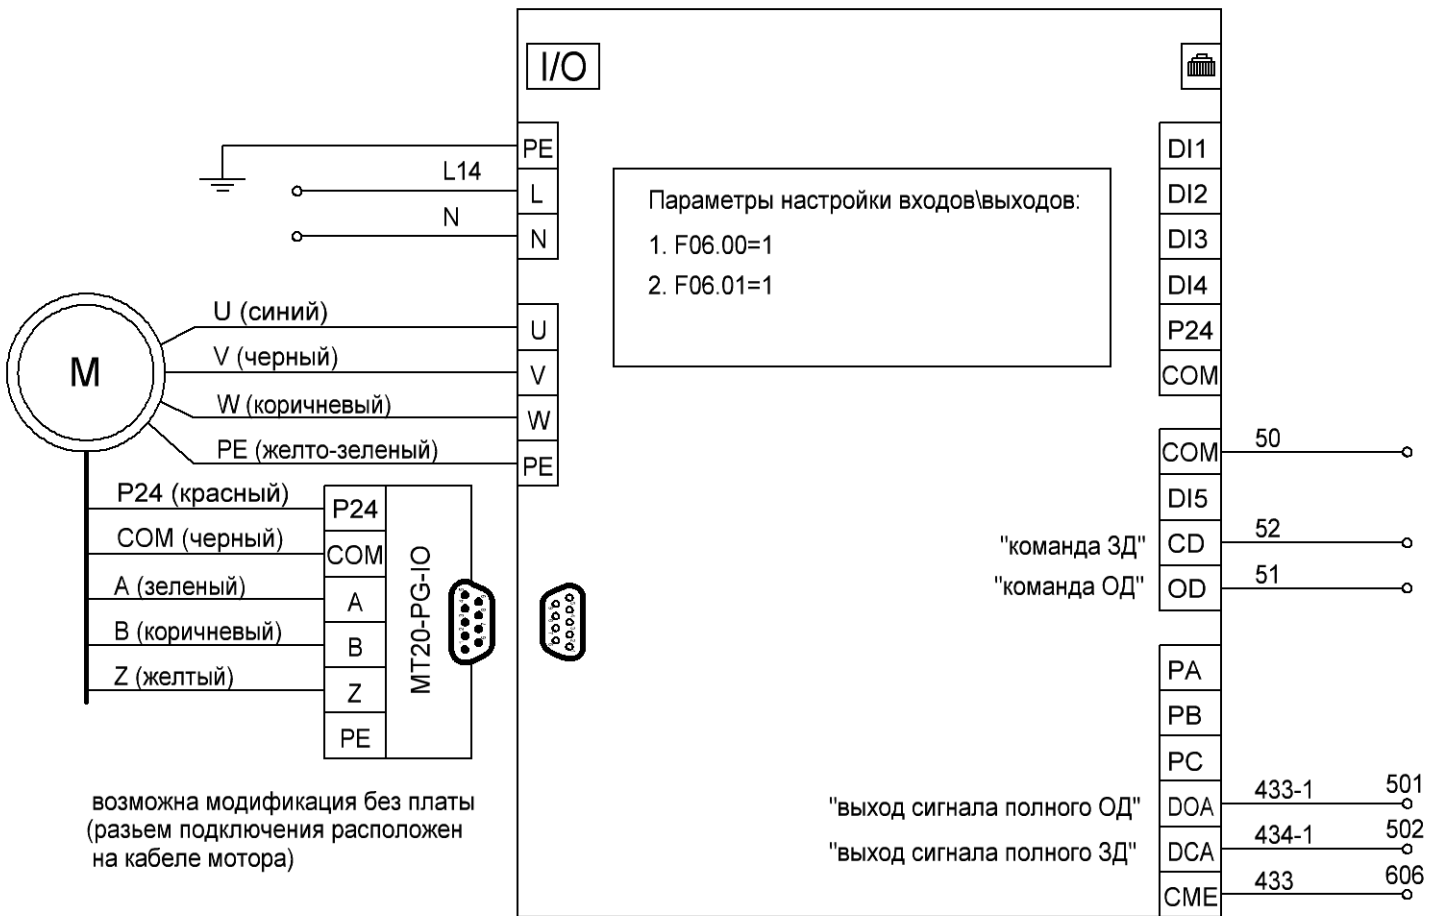 I/O
PE
L14
L
N
N
U (синий)
U
V (черный)
V
W (коричневый)
W
PE (желто-зеленый)
PE
M
P24 (красный)
P24
COM (черный)
COM
A (зеленый)
A
B (коричневый)
B
Z (желтый)
Z
PE
MT20-PG-IO
возможна модификация без платы
(разьем подключения расположен
на кабеле мотора)
Параметры настройки входов\выходов:
1. F06.00=1
2. F06.01=1
DI1
DI2
DI3
DI4
P24
COM
COM
50
DI5
"команда ЗД"
CD
52
"команда ОД"
OD
51
PA
PB
PC
"выход сигнала полного ОД"
DOA
433-1
501
"выход сигнала полного ЗД"
DCA
434-1
502
CME
433
606